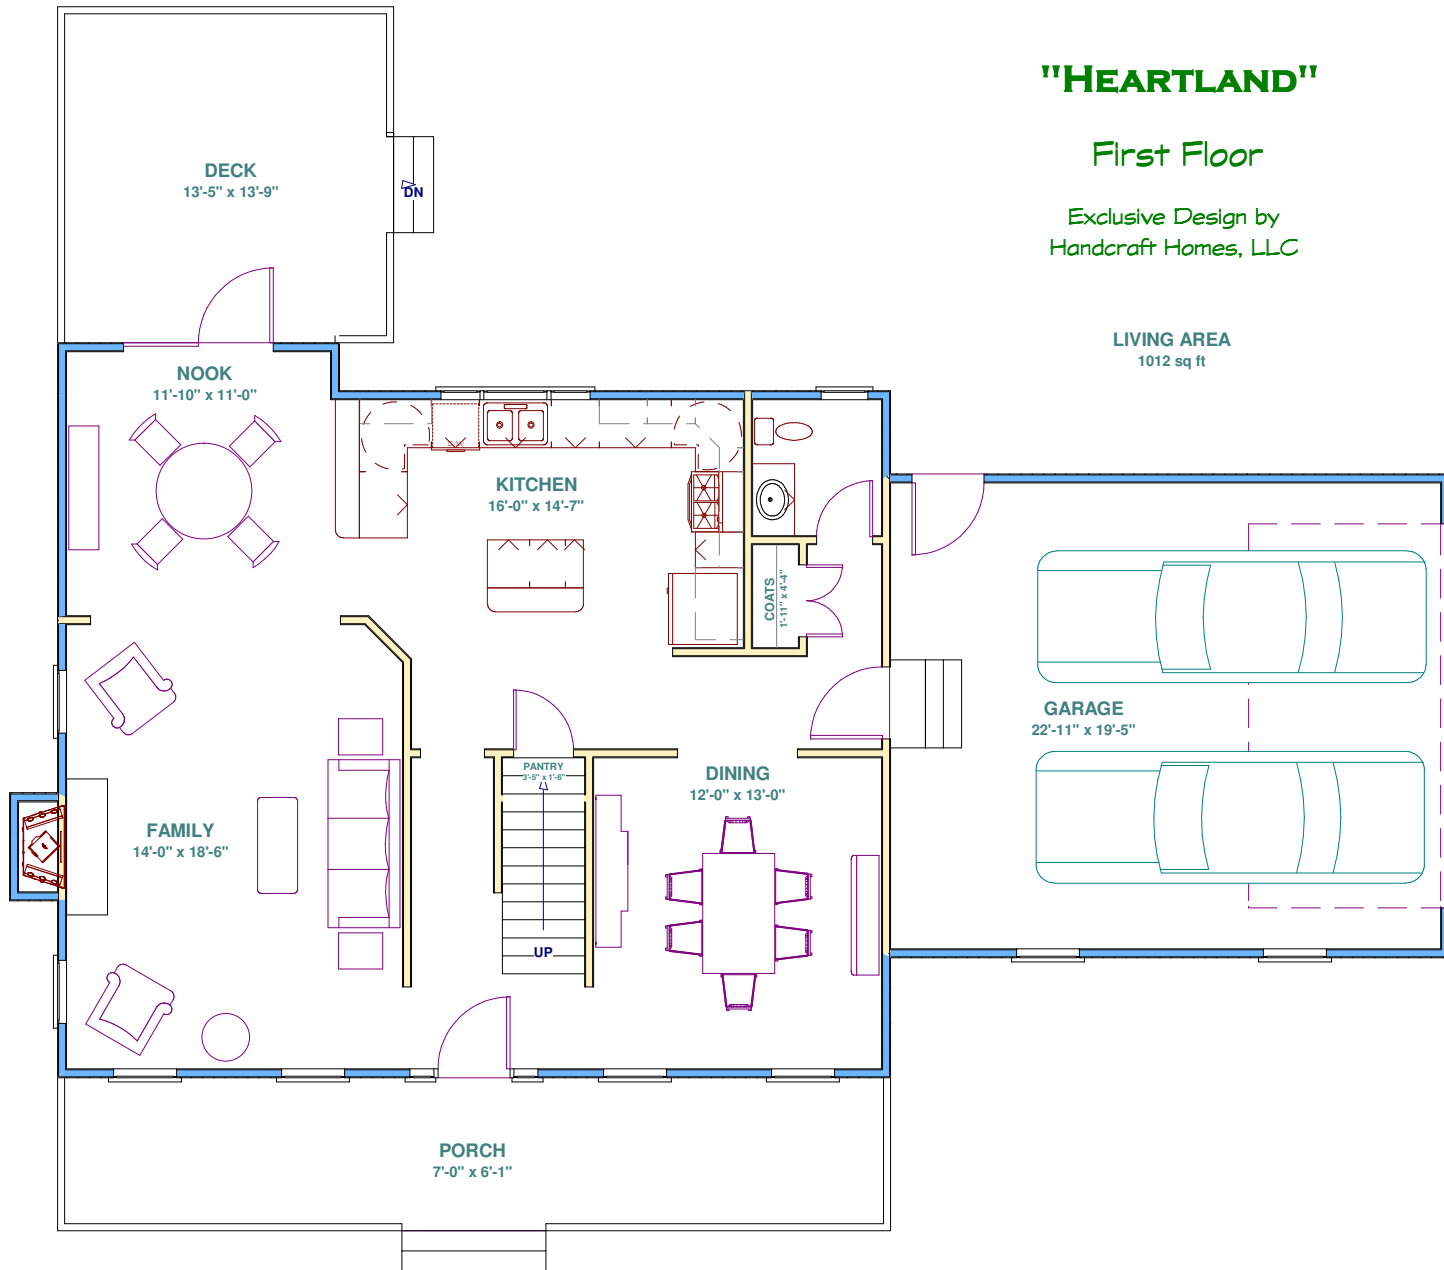 "HEARTLAND"
First Floor
Exclusive Design by
Handcraft Homes, LLC
LIVING AREA
1012 sq ft
DECK
13'-5" x 13'-9"
DN
NOOK
11'-10" x 11'-0"
KITCHEN
16'-0" x 14'-7"
COATS
1'-11" x 4'-4"
GARAGE
22'-11" x 19'-5"
PANTRY
3'-5" x 1'-6"
DINING
12'-0" x 13'-0"
FAMILY
14'-0" x 18'-6"
UP
PORCH
7'-0" x 6'-1"